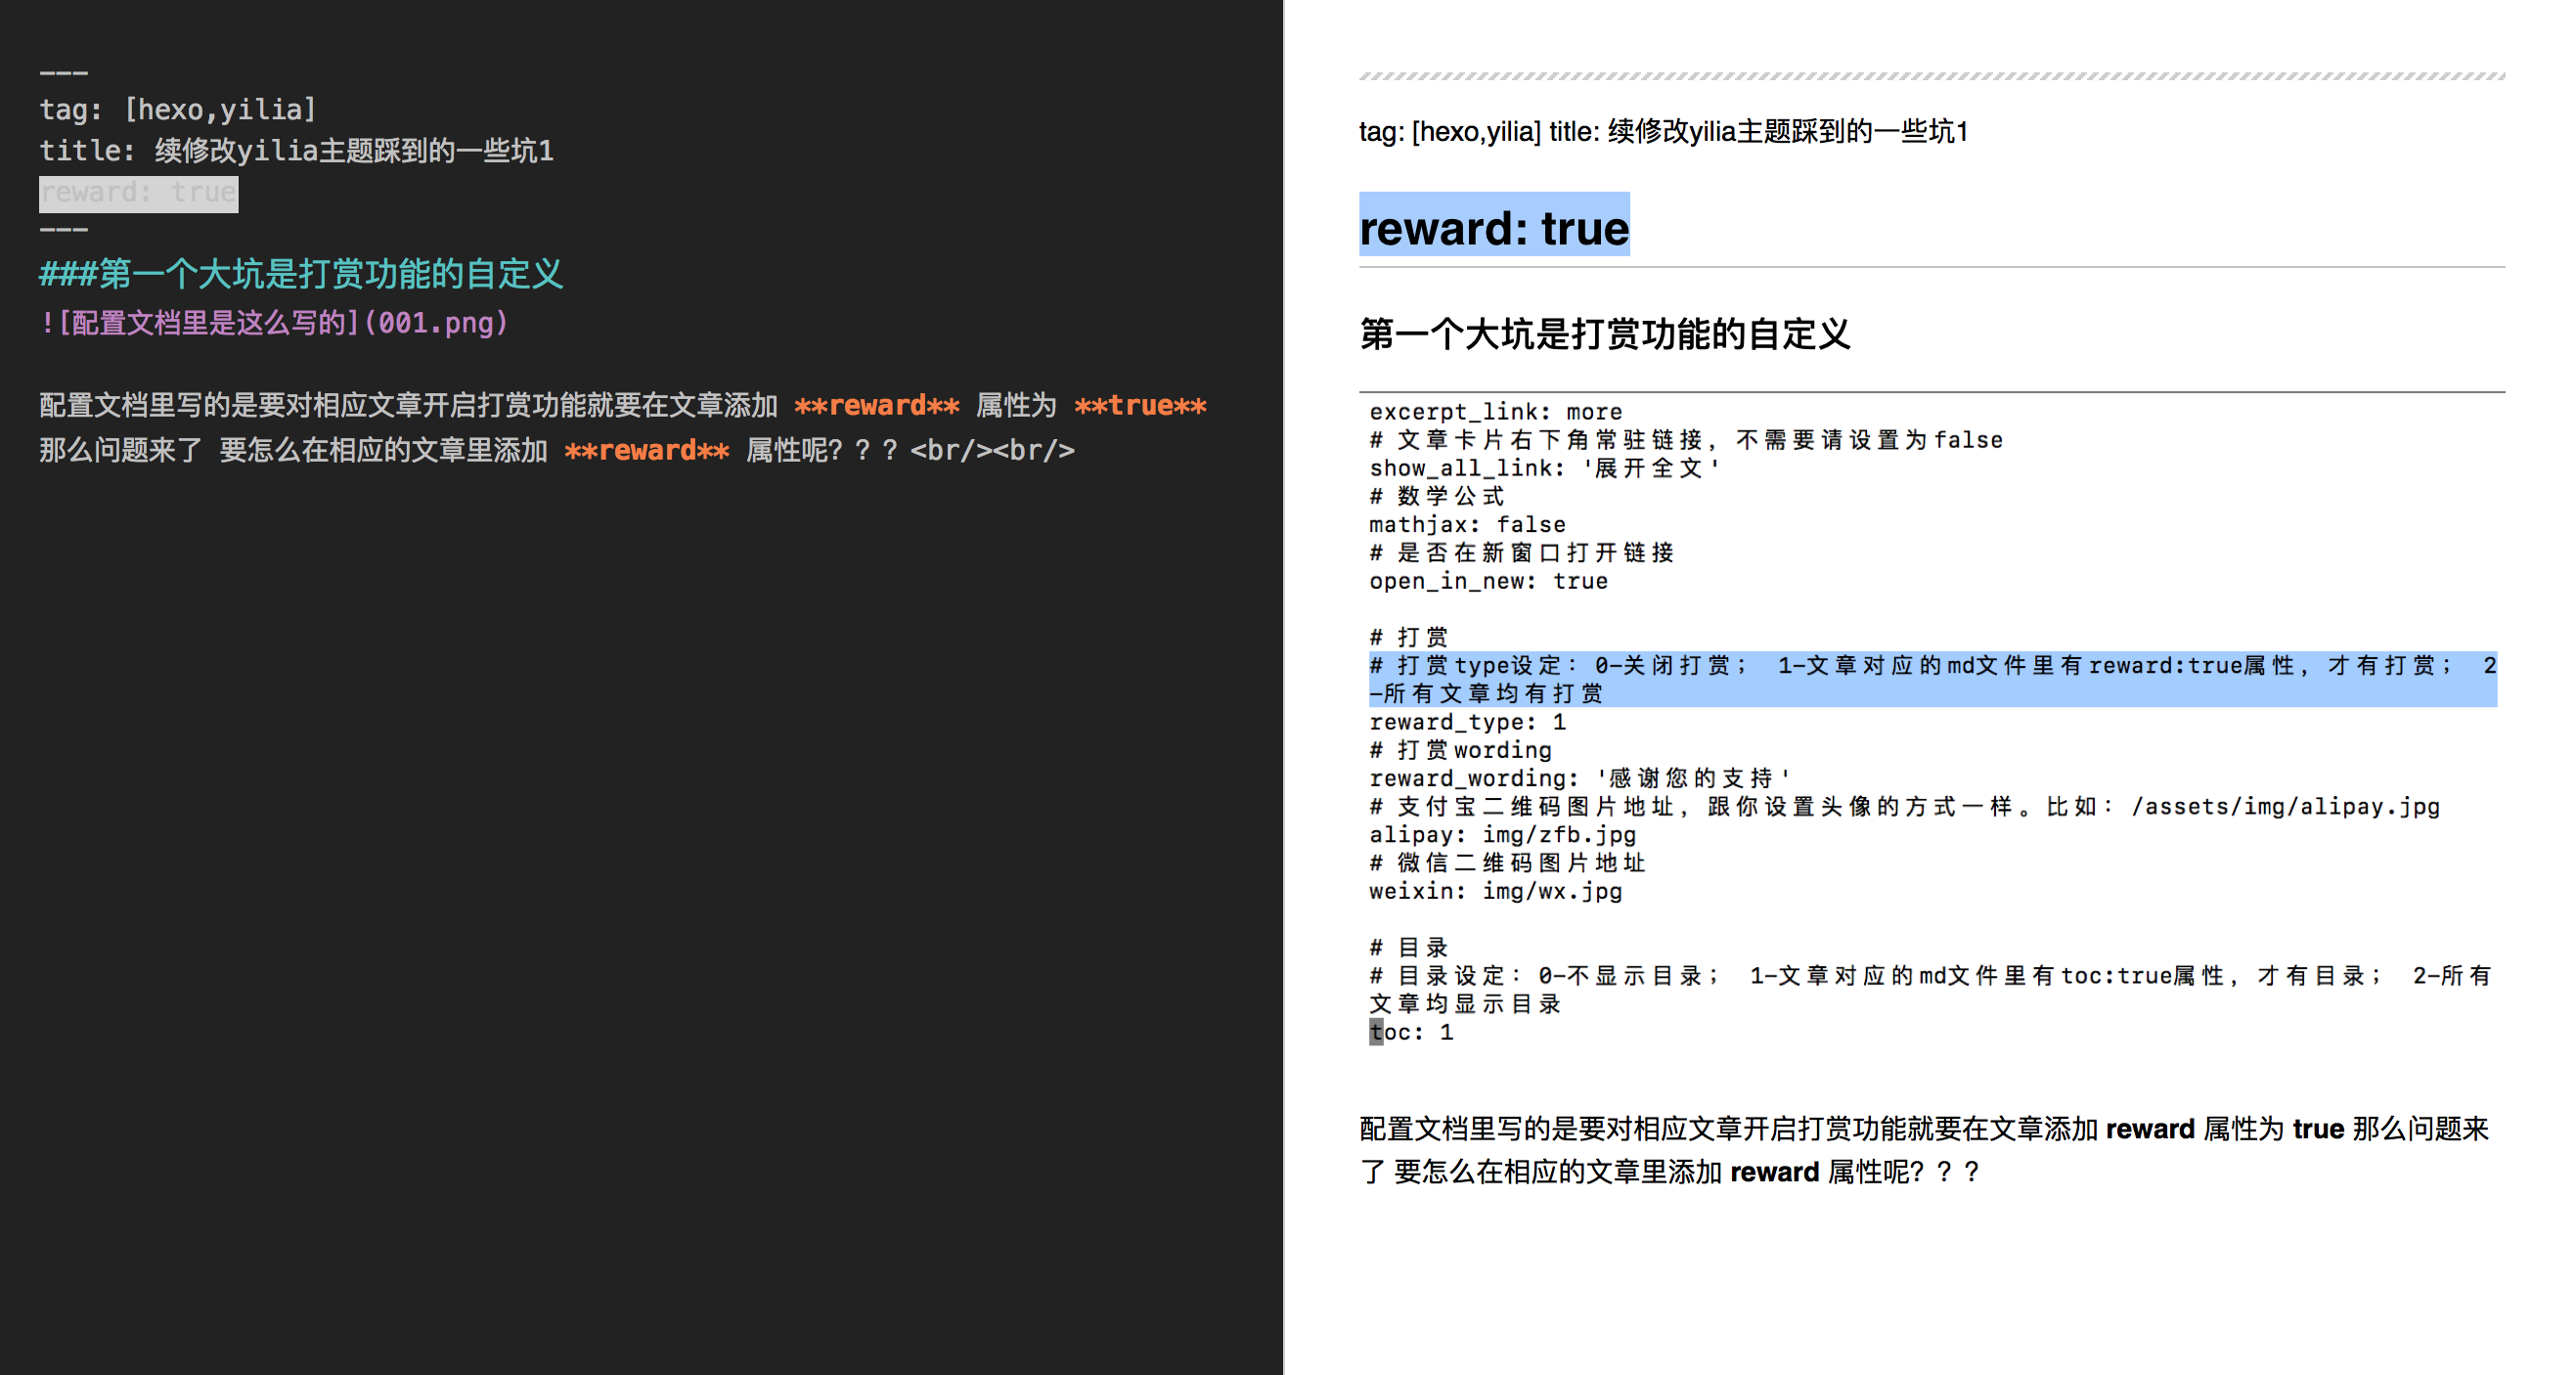 ---
tag: [hexo,yilia]
title: 续修改yilia主题踩到的一些坑1
reward: true
---
###第一个大坑是打赏功能的自定义
![配置文档里是这么写的](001.png)
配置文档里写的是要对相应文章开启打赏功能就要在文章添加 **reward** 属性为 **true**
那么问题来了 要怎么在相应的文章里添加 **reward** 属性呢？？？<br/><br/>
tag: [hexo,yilia] title: 续修改yilia主题踩到的一些坑1
reward: true
第一个大坑是打赏功能的自定义
excerpt_link: more
# 文章卡片右下角常驻链接，不需要请设置为false
show_all_link: '展开全文'
# 数学公式
mathjax: false
# 是否在新窗口打开链接
open_in_new: true
# 打赏
# 打赏type设定：0-关闭打赏； 1-文章对应的md文件里有reward:true属性，才有打赏； 2
-所有文章均有打赏
reward_type: 1
# 打赏wording
reward_wording: '感谢您的支持'
# 支付宝二维码图片地址，跟你设置头像的方式一样。比如：/assets/img/alipay.jpg
alipay: img/zfb.jpg
# 微信二维码图片地址
weixin: img/wx.jpg
# 目录
# 目录设定：0-不显示目录； 1-文章对应的md文件里有toc:true属性，才有目录； 2-所有
文章均显示目录
toc: 1
配置文档里写的是要对相应文章开启打赏功能就要在文章添加 reward 属性为 true 那么问题来
了 要怎么在相应的文章里添加 reward 属性呢？？？